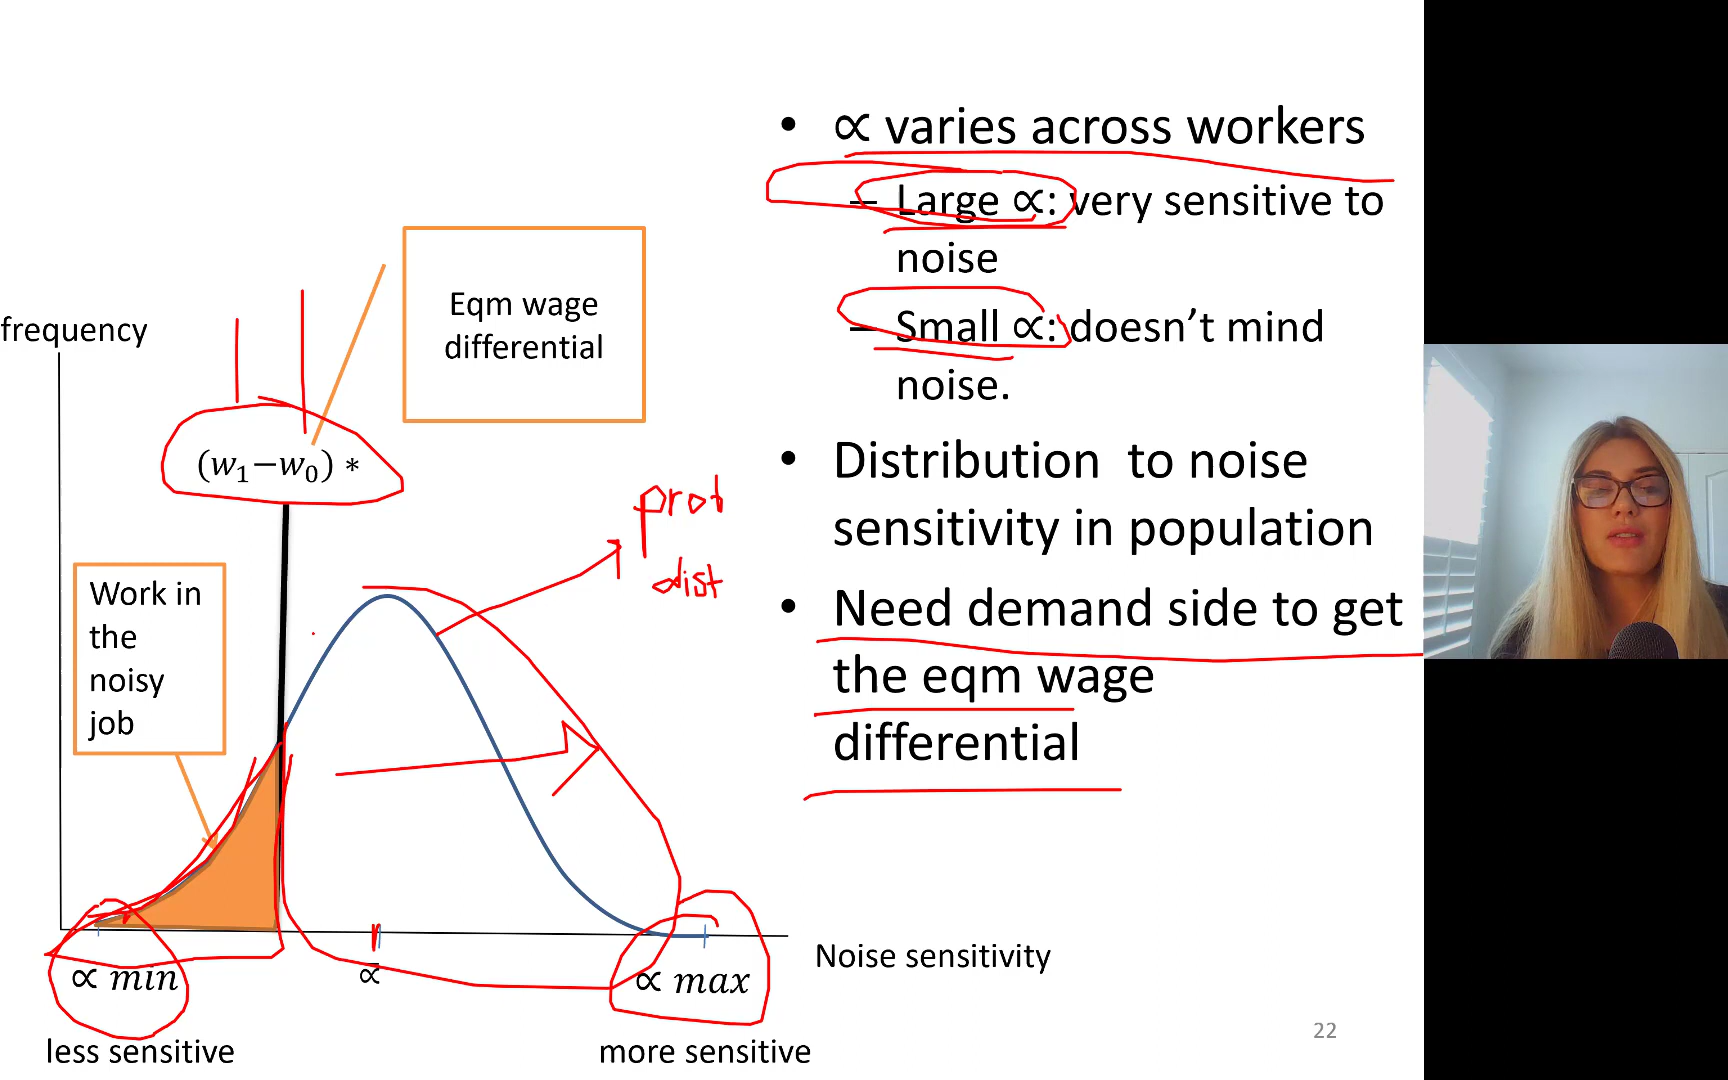 frequency
Eqm wage
differential
(w₁−w₀) *
Work in
the
noisy
job
prob
dist
∝ min
∝̄
∝ max
Noise sensitivity
less sensitive
more sensitive
• ∝ varies across workers
– Large ∝: very sensitive to
noise
– Small ∝: doesn’t mind
noise.
• Distribution to noise
sensitivity in population
• Need demand side to get
the eqm wage
differential
22